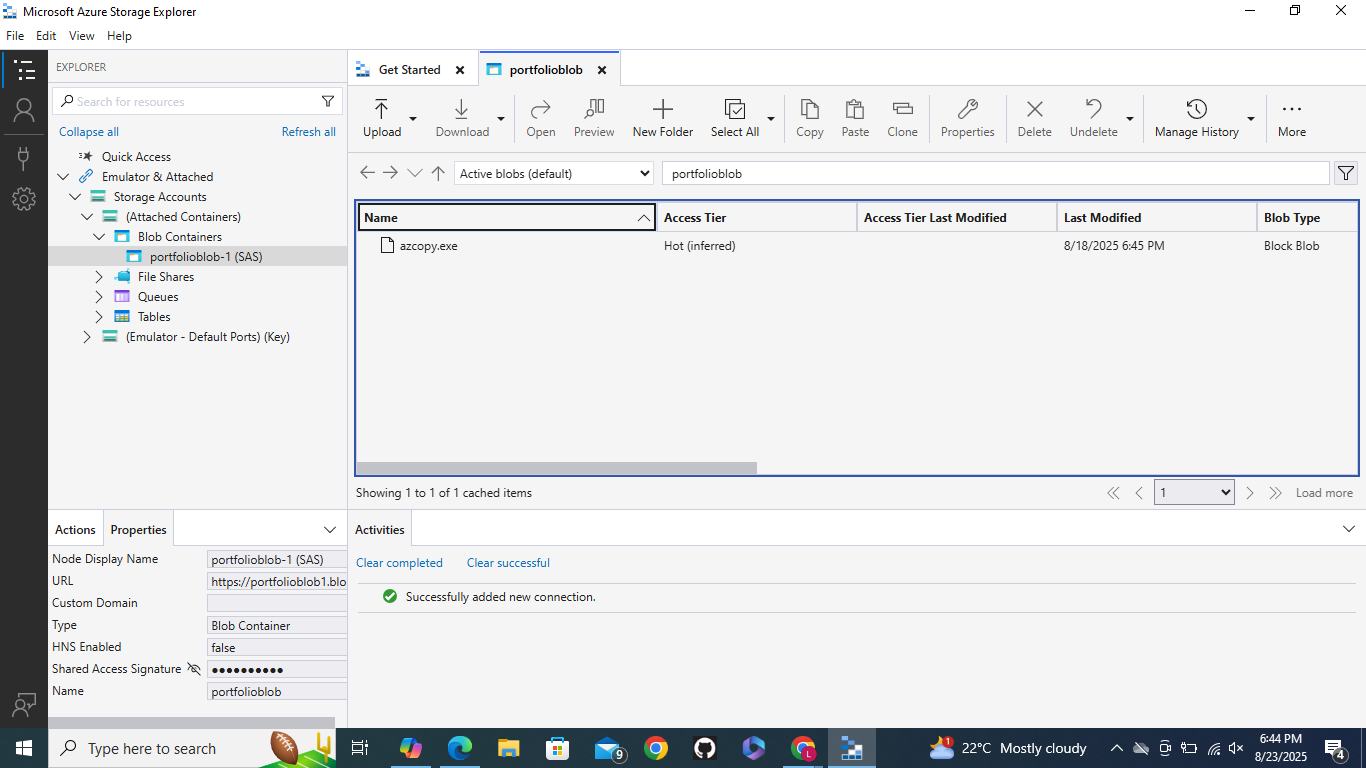 Microsoft Azure Storage Explorer
File Edit View Help
EXPLORER
Search for resources
Collapse all Refresh all
Quick Access
Emulator & Attached
Storage Accounts
(Attached Containers)
Blob Containers
portfolioblob-1 (SAS)
File Shares
Queues
Tables
(Emulator - Default Ports) (Key)
Get Started portfolioblob
Upload Download Open Preview New Folder Select All Copy Paste Clone Properties Delete Undelete Manage History More
Active blobs (default) portfolioblob
Name Access Tier Access Tier Last Modified Last Modified Blob Type
azcopy.exe Hot (inferred) 8/18/2025 6:45 PM Block Blob
Showing 1 to 1 of 1 cached items 1 Load more
Actions Properties
Node Display Name portfolioblob-1 (SAS)
URL https://portfolioblob1.blo
Custom Domain
Type Blob Container
HNS Enabled false
Shared Access Signature ●●●●●●●●●●
Name portfolioblob
Activities
Clear completed Clear successful
Successfully added new connection.
Type here to search
9
L
1
22°C Mostly cloudy
6:44 PM
8/23/2025
4